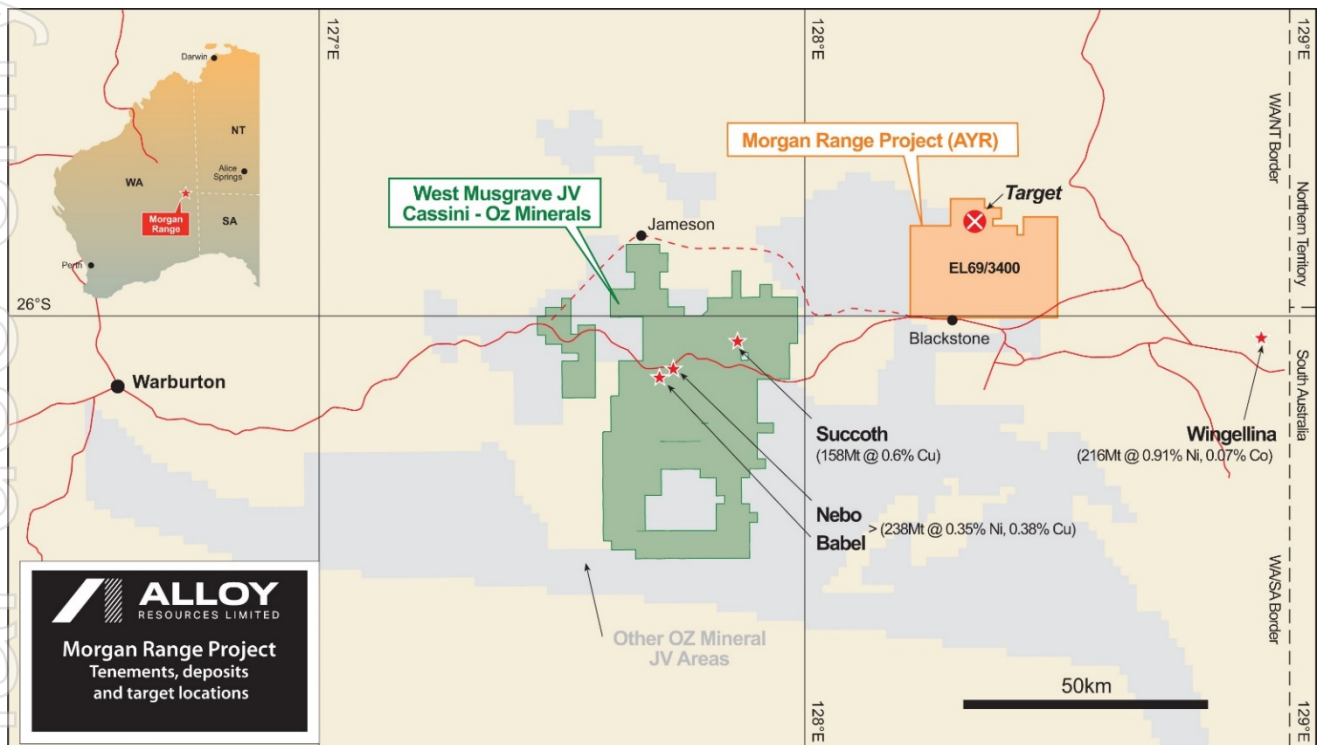 Darwin
NT
Alice
Springs
WA
Morgan
Range
SA
Perth
127°E
128°E
129°E
WA/NT Border
Northern Territory
Morgan Range Project (AYR)
West Musgrave JV
Cassini - Oz Minerals
Target
Jameson
EL69/3400
26°S
Blackstone
South Australia
Warburton
Succoth
(158Mt @ 0.6% Cu)
Wingellina
(216Mt @ 0.91% Ni, 0.07% Co)
Nebo
Babel
> (238Mt @ 0.35% Ni, 0.38% Cu)
WA/SA Border
ALLOY
RESOURCES LIMITED
Morgan Range Project
Tenements, deposits
and target locations
Other OZ Mineral
JV Areas
50km
128°E
129°E